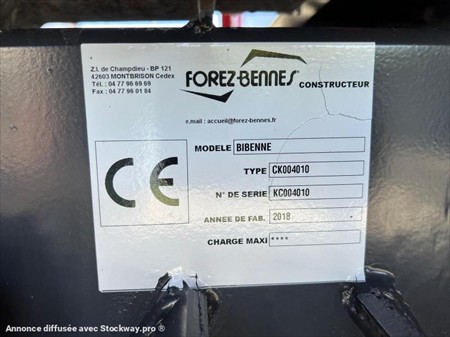 Z.I. de Champdieu - BP 121
42603 MONTBRISON Cedex
Tél. : 04 77 96 69 69
Fax : 04 77 96 01 84
FOREZ-BENNES
CONSTRUCTEUR
e.mail : accueil@forez-bennes.fr
MODELE BIBENNE
TYPE CK004010
N° DE SERIE KC004010
ANNEE DE FAB. 2018
CHARGE MAXI ****
CE
Annonce diffusée avec Stockway.pro ®